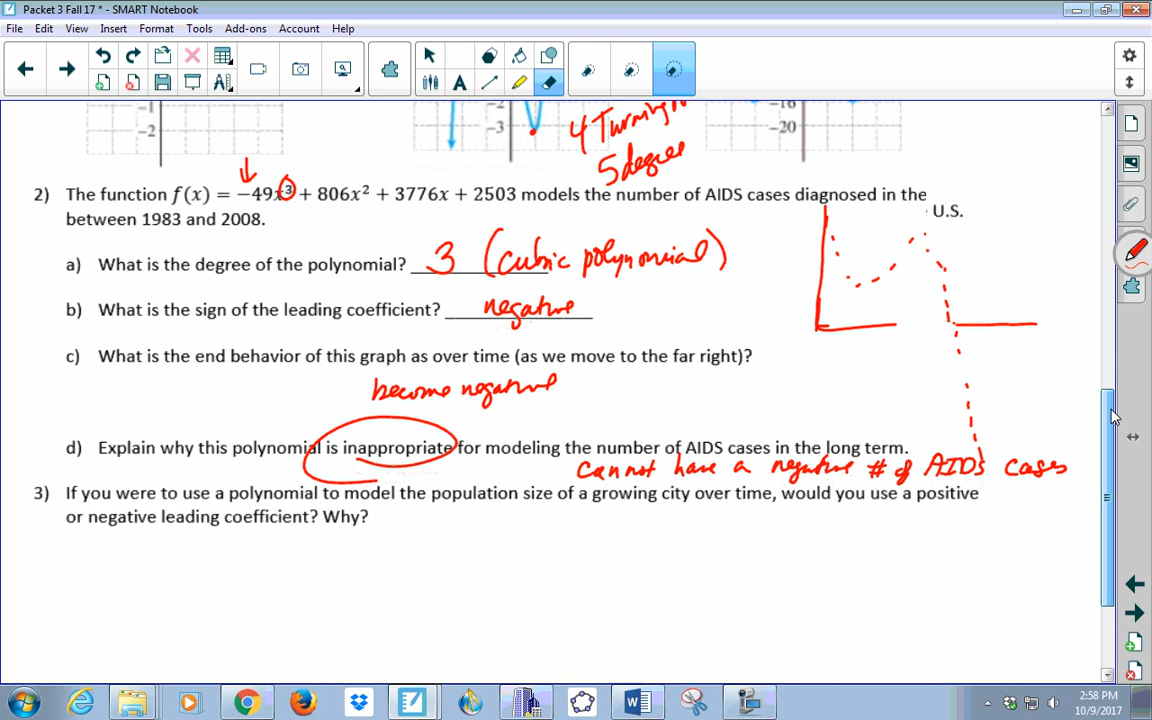 Packet 3 Fall 17 * - SMART Notebook
File Edit View Insert Format Tools Add-ons Account Help
-1
-2
-2
-3
-16
-20
4 Turning
5 degree
2) The function f(x) = −49x³ + 806x² + 3776x + 2503 models the number of AIDS cases diagnosed in the
U.S.
between 1983 and 2008.
a) What is the degree of the polynomial? 3 (cubic polynomial)
b) What is the sign of the leading coefficient? negative
c) What is the end behavior of this graph as over time (as we move to the far right)?
become negative
d) Explain why this polynomial is inappropriate for modeling the number of AIDS cases in the long term.
cannot have a negative # of AIDs cases
3) If you were to use a polynomial to model the population size of a growing city over time, would you use a positive
or negative leading coefficient? Why?
2:58 PM
10/9/2017